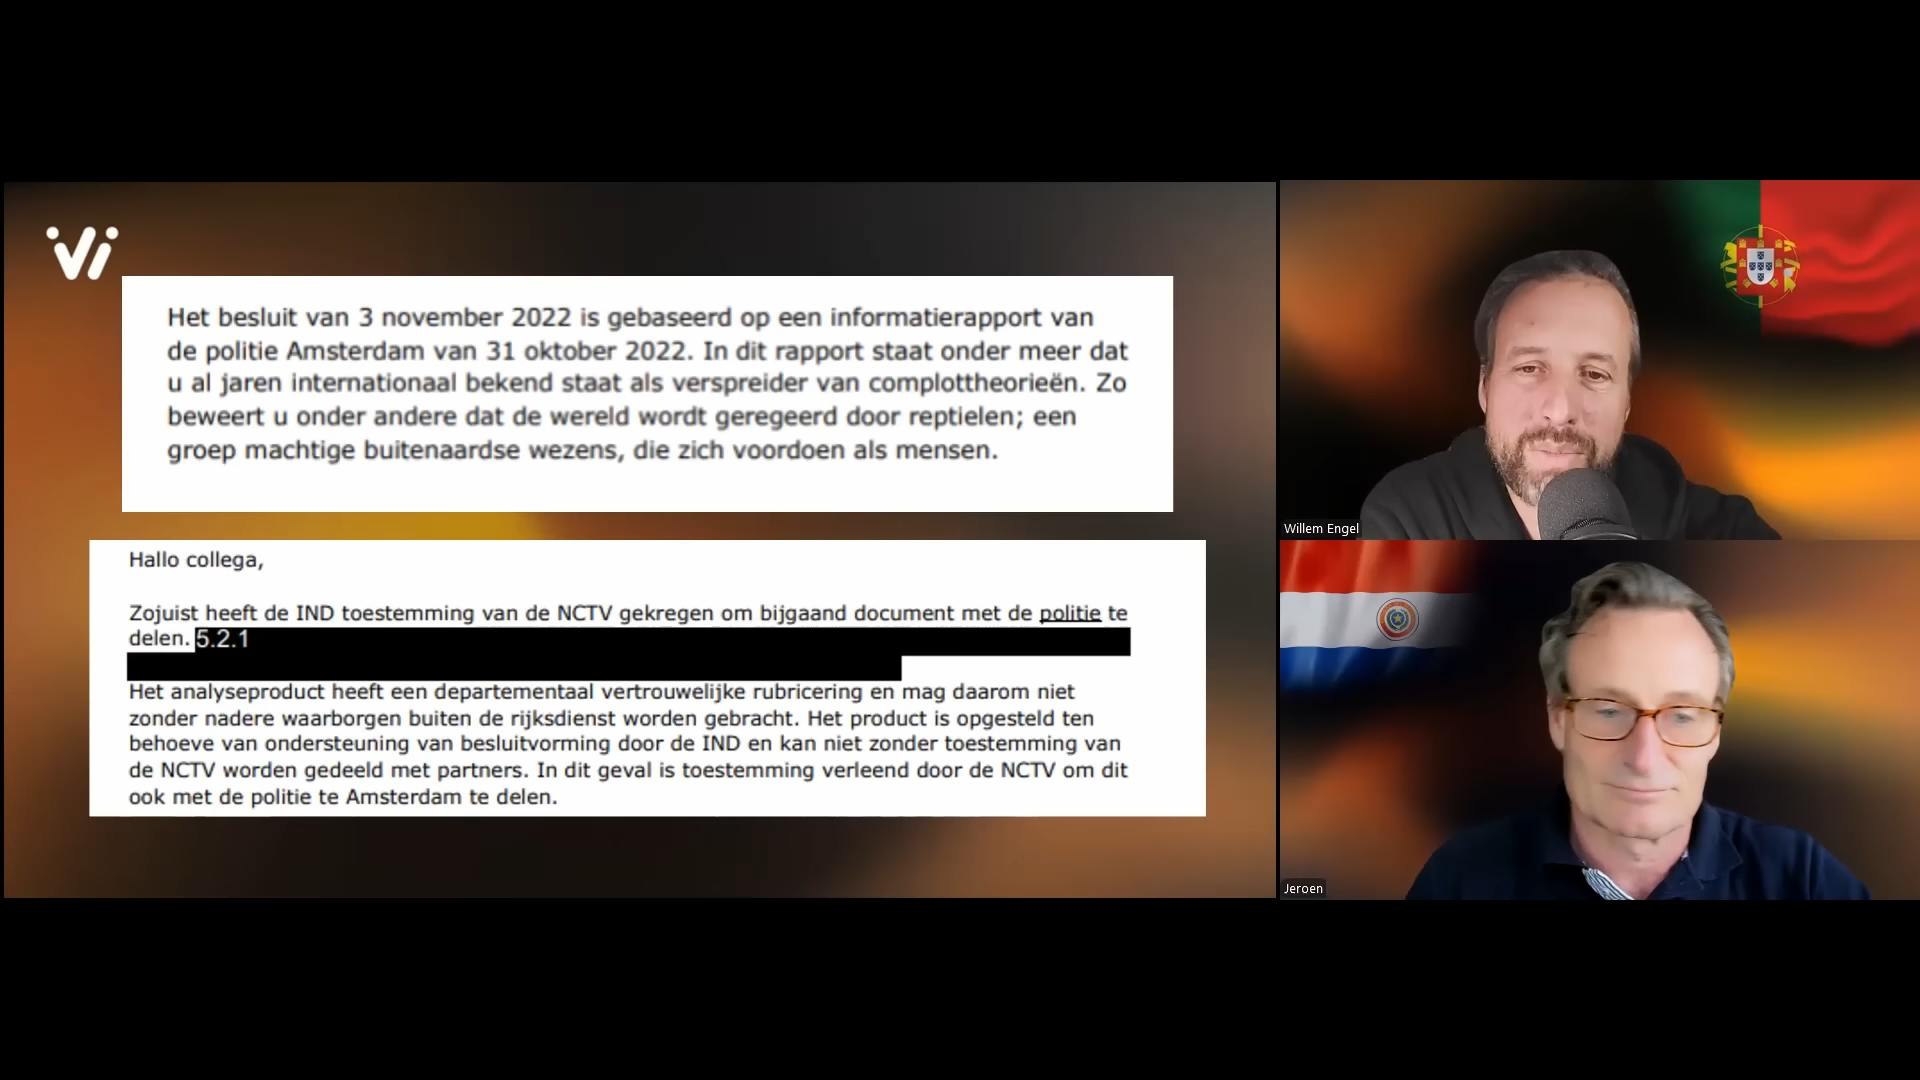 Vi
Het besluit van 3 november 2022 is gebaseerd op een informatierapport van
de politie Amsterdam van 31 oktober 2022. In dit rapport staat onder meer dat
u al jaren internationaal bekend staat als verspreider van complottheorieën. Zo
beweert u onder andere dat de wereld wordt geregeerd door reptielen; een
groep machtige buitenaardse wezens, die zich voordoen als mensen.
Hallo collega,
Zojuist heeft de IND toestemming van de NCTV gekregen om bijgaand document met de politie te
delen. 5.2.1
Het analyseproduct heeft een departementaal vertrouwelijke rubricering en mag daarom niet
zonder nadere waarborgen buiten de rijksdienst worden gebracht. Het product is opgesteld ten
behoeve van ondersteuning van besluitvorming door de IND en kan niet zonder toestemming van
de NCTV worden gedeeld met partners. In dit geval is toestemming verleend door de NCTV om dit
ook met de politie te Amsterdam te delen.
Willem Engel
Jeroen